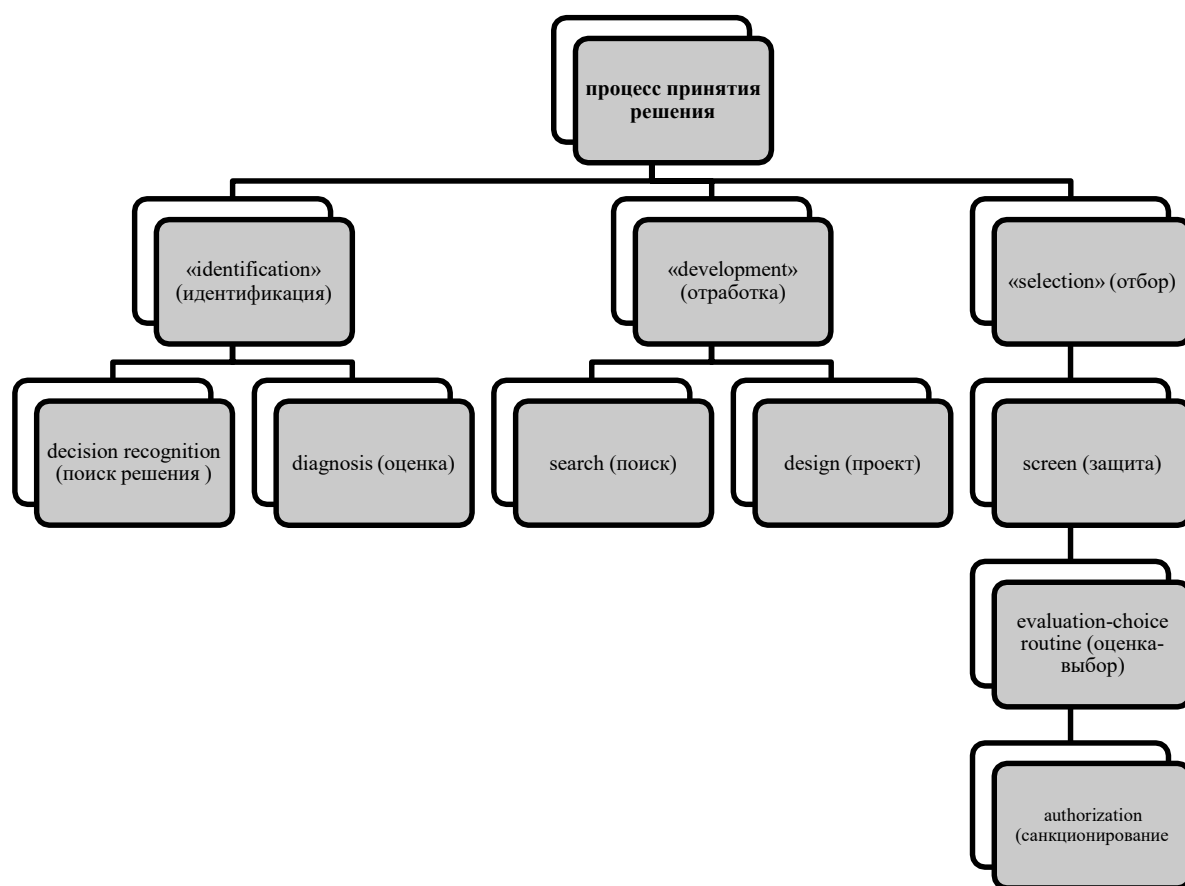 процесс принятия
решения
«identification»
(идентификация)
«development»
(отработка)
«selection» (отбор)
decision recognition
(поиск решения )
diagnosis (оценка)
search (поиск)
design (проект)
screen (защита)
evaluation-choice
routine (оценка-
выбор)
authorization
(санкционирование